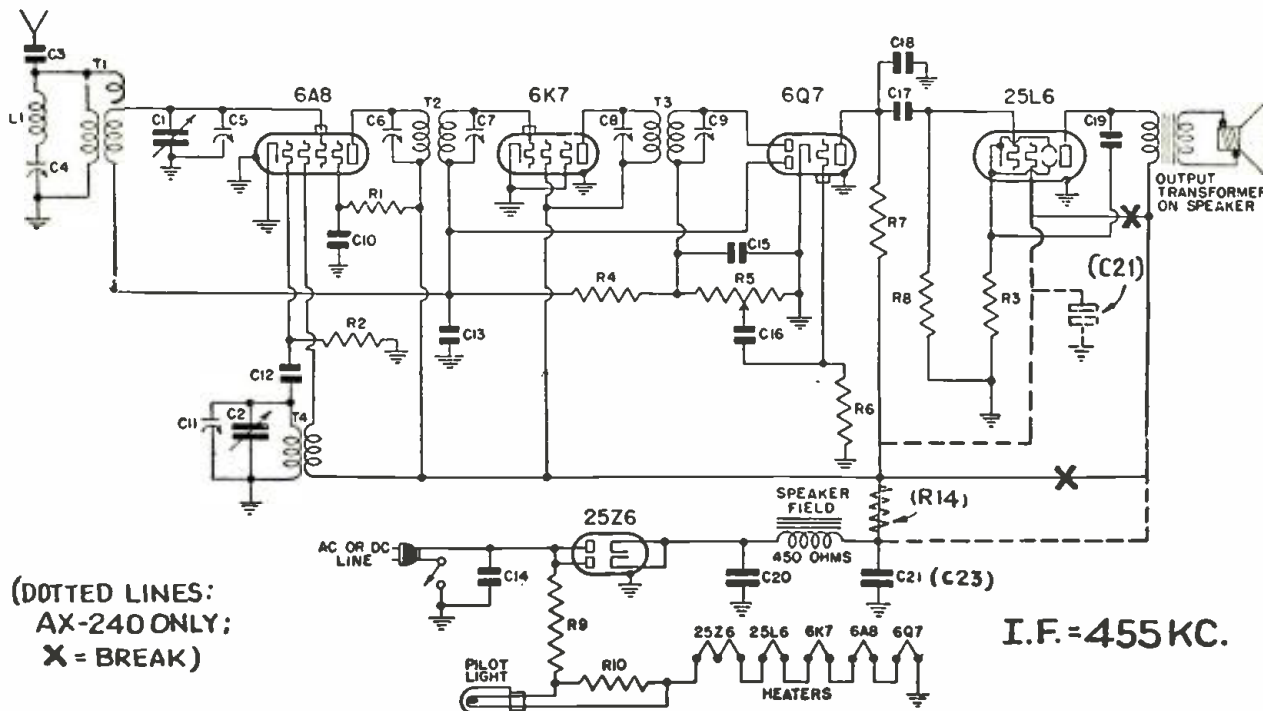 C3
T1
L1
C4
C1
C5
6A8
C6
T2
C7
6K7
C8
T3
C9
6Q7
C18
C17
25L6
C19
OUTPUT
TRANSFORMER
ON SPEAKER
R1
C10
R7
C15
R4
R5
R8
R3
(C21)
R2
C13
C16
C12
C11
C2
T4
R6
SPEAKER
FIELD
450 OHMS
(R14)
25Z6
AC OR DC
LINE
C14
C20
C21 (C23)
R9
(DOTTED LINES:
AX-240 ONLY;
X = BREAK)
X
X
PILOT
LIGHT
R10
25Z6 25L6 6K7 6A8 6Q7
HEATERS
I.F. = 455 KC.